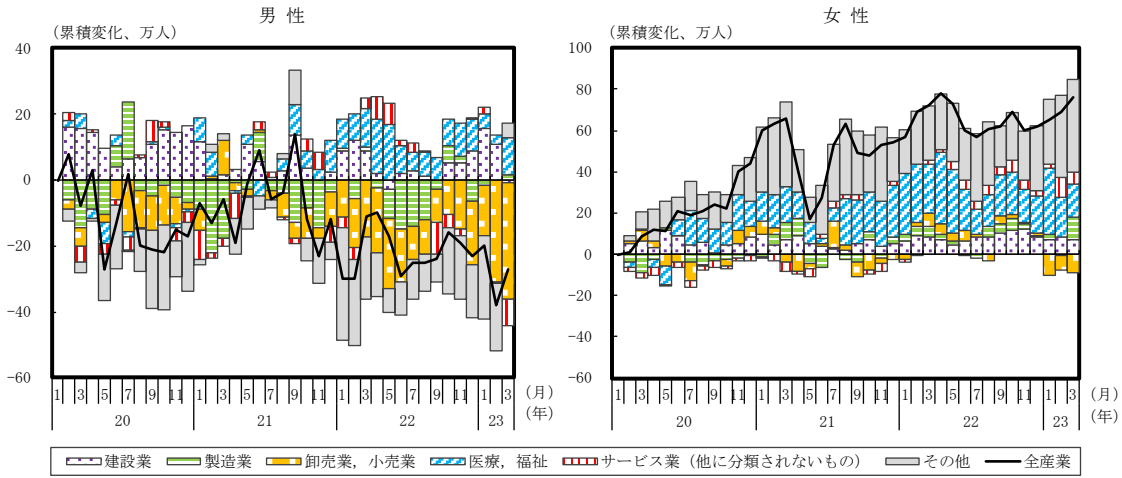 男 性
（累積変化、万人）
40
20
0
−20
−40
−60
1 3 5 7 9 11 1 3 5 7 9 11 1 3 5 7 9 11 1 3 （月）
20 21 22 23 （年）
女 性
（累積変化、万人）
100
80
60
40
20
0
−20
−40
−60
1 3 5 7 9 11 1 3 5 7 9 11 1 3 5 7 9 11 1 3 （月）
20 21 22 23 （年）
建設業 製造業 卸売業，小売業 医療，福祉 サービス業（他に分類されないもの） その他 全産業